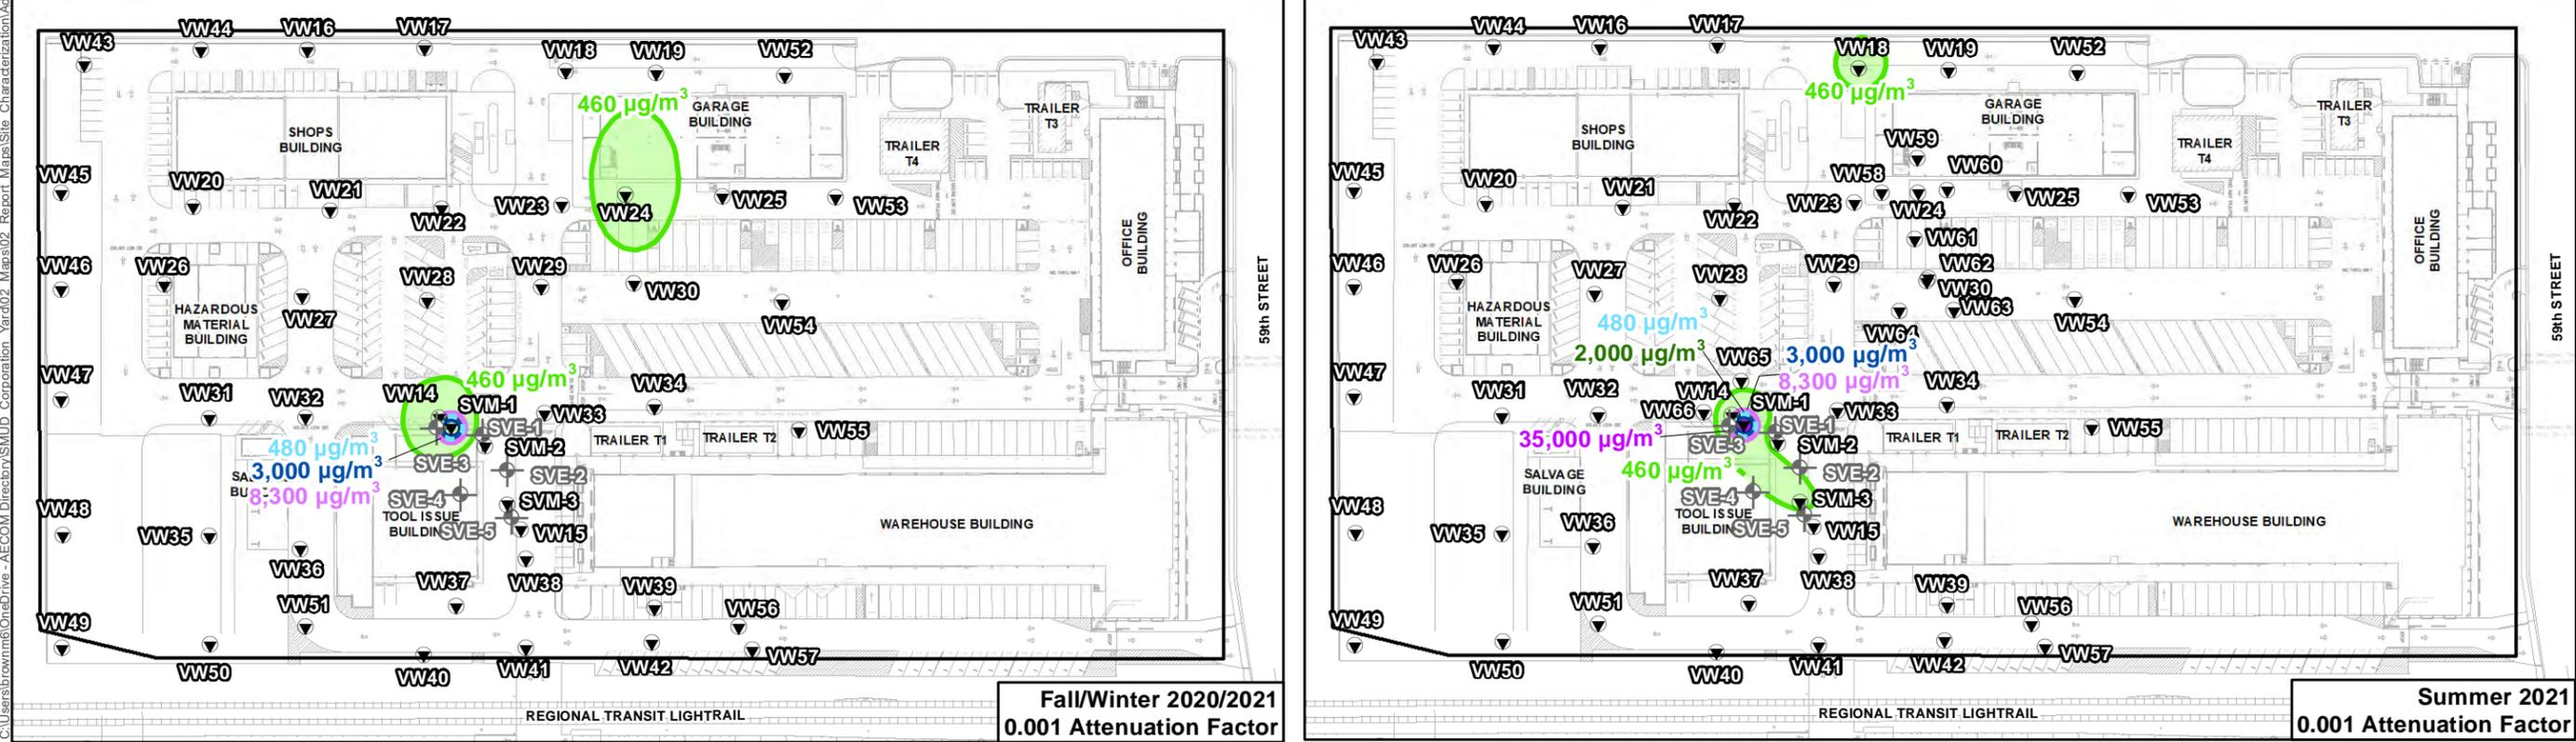 C:\Users\brownm6\OneDrive - AECOM Directory\SMUD_Corporation_Yard\02_Maps\02_Report_Maps\Site_Characterization\Ad
VW43
VW44
VW16
VW17
VW18
VW19
VW52
460 µg/m³
GARAGE
BUILDING
TRAILER
T3
SHOPS
BUILDING
TRAILER
T4
VW45
VW20
VW21
VW22
VW23
VW24
VW25
VW53
OFFICE
BUILDING
VW46
VW26
VW28
VW29
VW30
59th STREET
HAZARDOUS
MATERIAL
BUILDING
VW27
VW54
VW47
VW31
VW32
VW14
460 µg/m³
VW34
SVM-1
VW33
SVE-1
TRAILER T1
TRAILER T2
VW55
480 µg/m³
SVM-2
3,000 µg/m³
SVE-3
SA
BU
8,300 µg/m³
SVE-2
SVE-4
SVM-3
VW48
TOOL ISSUE
BUILDIN
SVE-5
VW15
WAREHOUSE BUILDING
VW35
VW36
VW37
VW38
VW39
VW51
VW56
VW49
VW50
VW40
VW41
VW42
VW57
REGIONAL TRANSIT LIGHTRAIL
Fall/Winter 2020/2021
0.001 Attenuation Factor
VW43
VW44
VW16
VW17
VW18
VW19
VW52
460 µg/m³
GARAGE
BUILDING
TRAILER
T3
SHOPS
BUILDING
VW59
TRAILER
T4
VW45
VW20
VW21
VW58
VW60
VW22
VW23
VW24
VW25
VW53
OFFICE
BUILDING
VW61
VW46
VW26
VW27
VW28
VW29
VW62
VW30
59th STREET
HAZARDOUS
MATERIAL
BUILDING
VW63
480 µg/m³
VW64
VW54
2,000 µg/m³
VW65
3,000 µg/m³
VW47
8,300 µg/m³
VW31
VW32
VW14
VW34
SVM-1
VW66
VW33
SVE-1
35,000 µg/m³
SVE-3
SVM-2
TRAILER T1
TRAILER T2
VW55
460 µg/m³
SVE-2
SALVAGE
BUILDING
SVE-4
SVM-3
VW48
TOOL ISSUE
BUILDIN
SVE-5
VW15
WAREHOUSE BUILDING
VW35
VW36
VW37
VW38
VW39
VW51
VW56
VW49
VW50
VW40
VW41
VW42
VW57
REGIONAL TRANSIT LIGHTRAIL
Summer 2021
0.001 Attenuation Factor